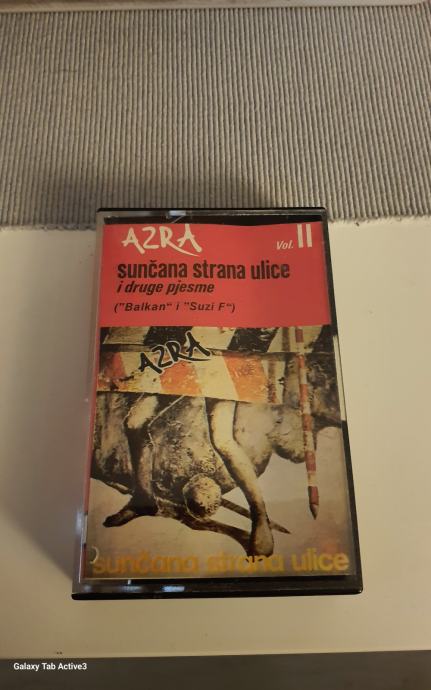 AZRA
Vol. II
sunčana strana ulice
i druge pjesme
("Balkan" i "Suzi F")
AZRA
sunčana strana ulice
Galaxy Tab Active3